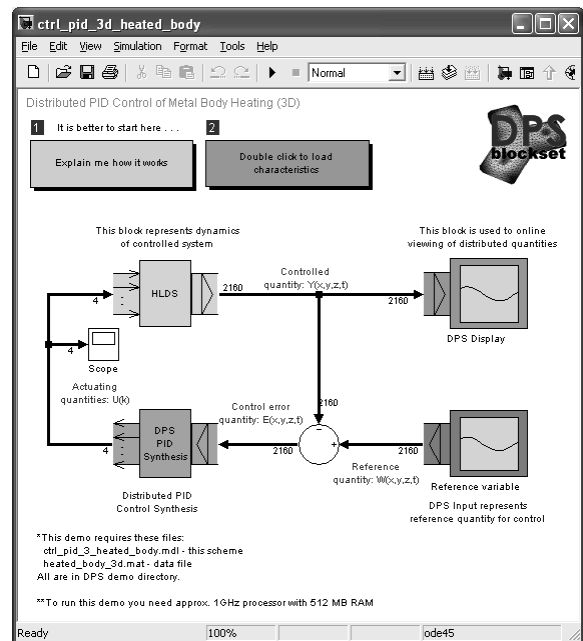 ctrl_pid_3d_heated_body
File Edit View Simulation Format Tools Help
Normal
Distributed PID Control of Metal Body Heating (3D)
1 It is better to start here . . .
2
Explain me how it works
Double click to load
characteristics
DPS
blockset
This block represents dynamics
of controlled system
This block is used to online
viewing of distributed quantities
HLDS
4
2160
Controlled
quantity: Y(x,y,z,t)
2160
DPS Display
4
Scope
Actuating
quantities: U(k)
2160
DPS
PID
Synthesis
4
Control error
quantity: E(x,y,z,t)
2160
-
+
2160
Reference
quantity: W(x,y,z,t)
Reference variable
Distributed PID
Control Synthesis
DPS Input represents
reference quantity for control
*This demo requires these files:
ctrl_pid_3_heated_body.mdl - this scheme
heated_body_3d.mat - data file
All are in DPS demo directory.
**To run this demo you need approx. 1GHz processor with 512 MB RAM
Ready 100% ode45